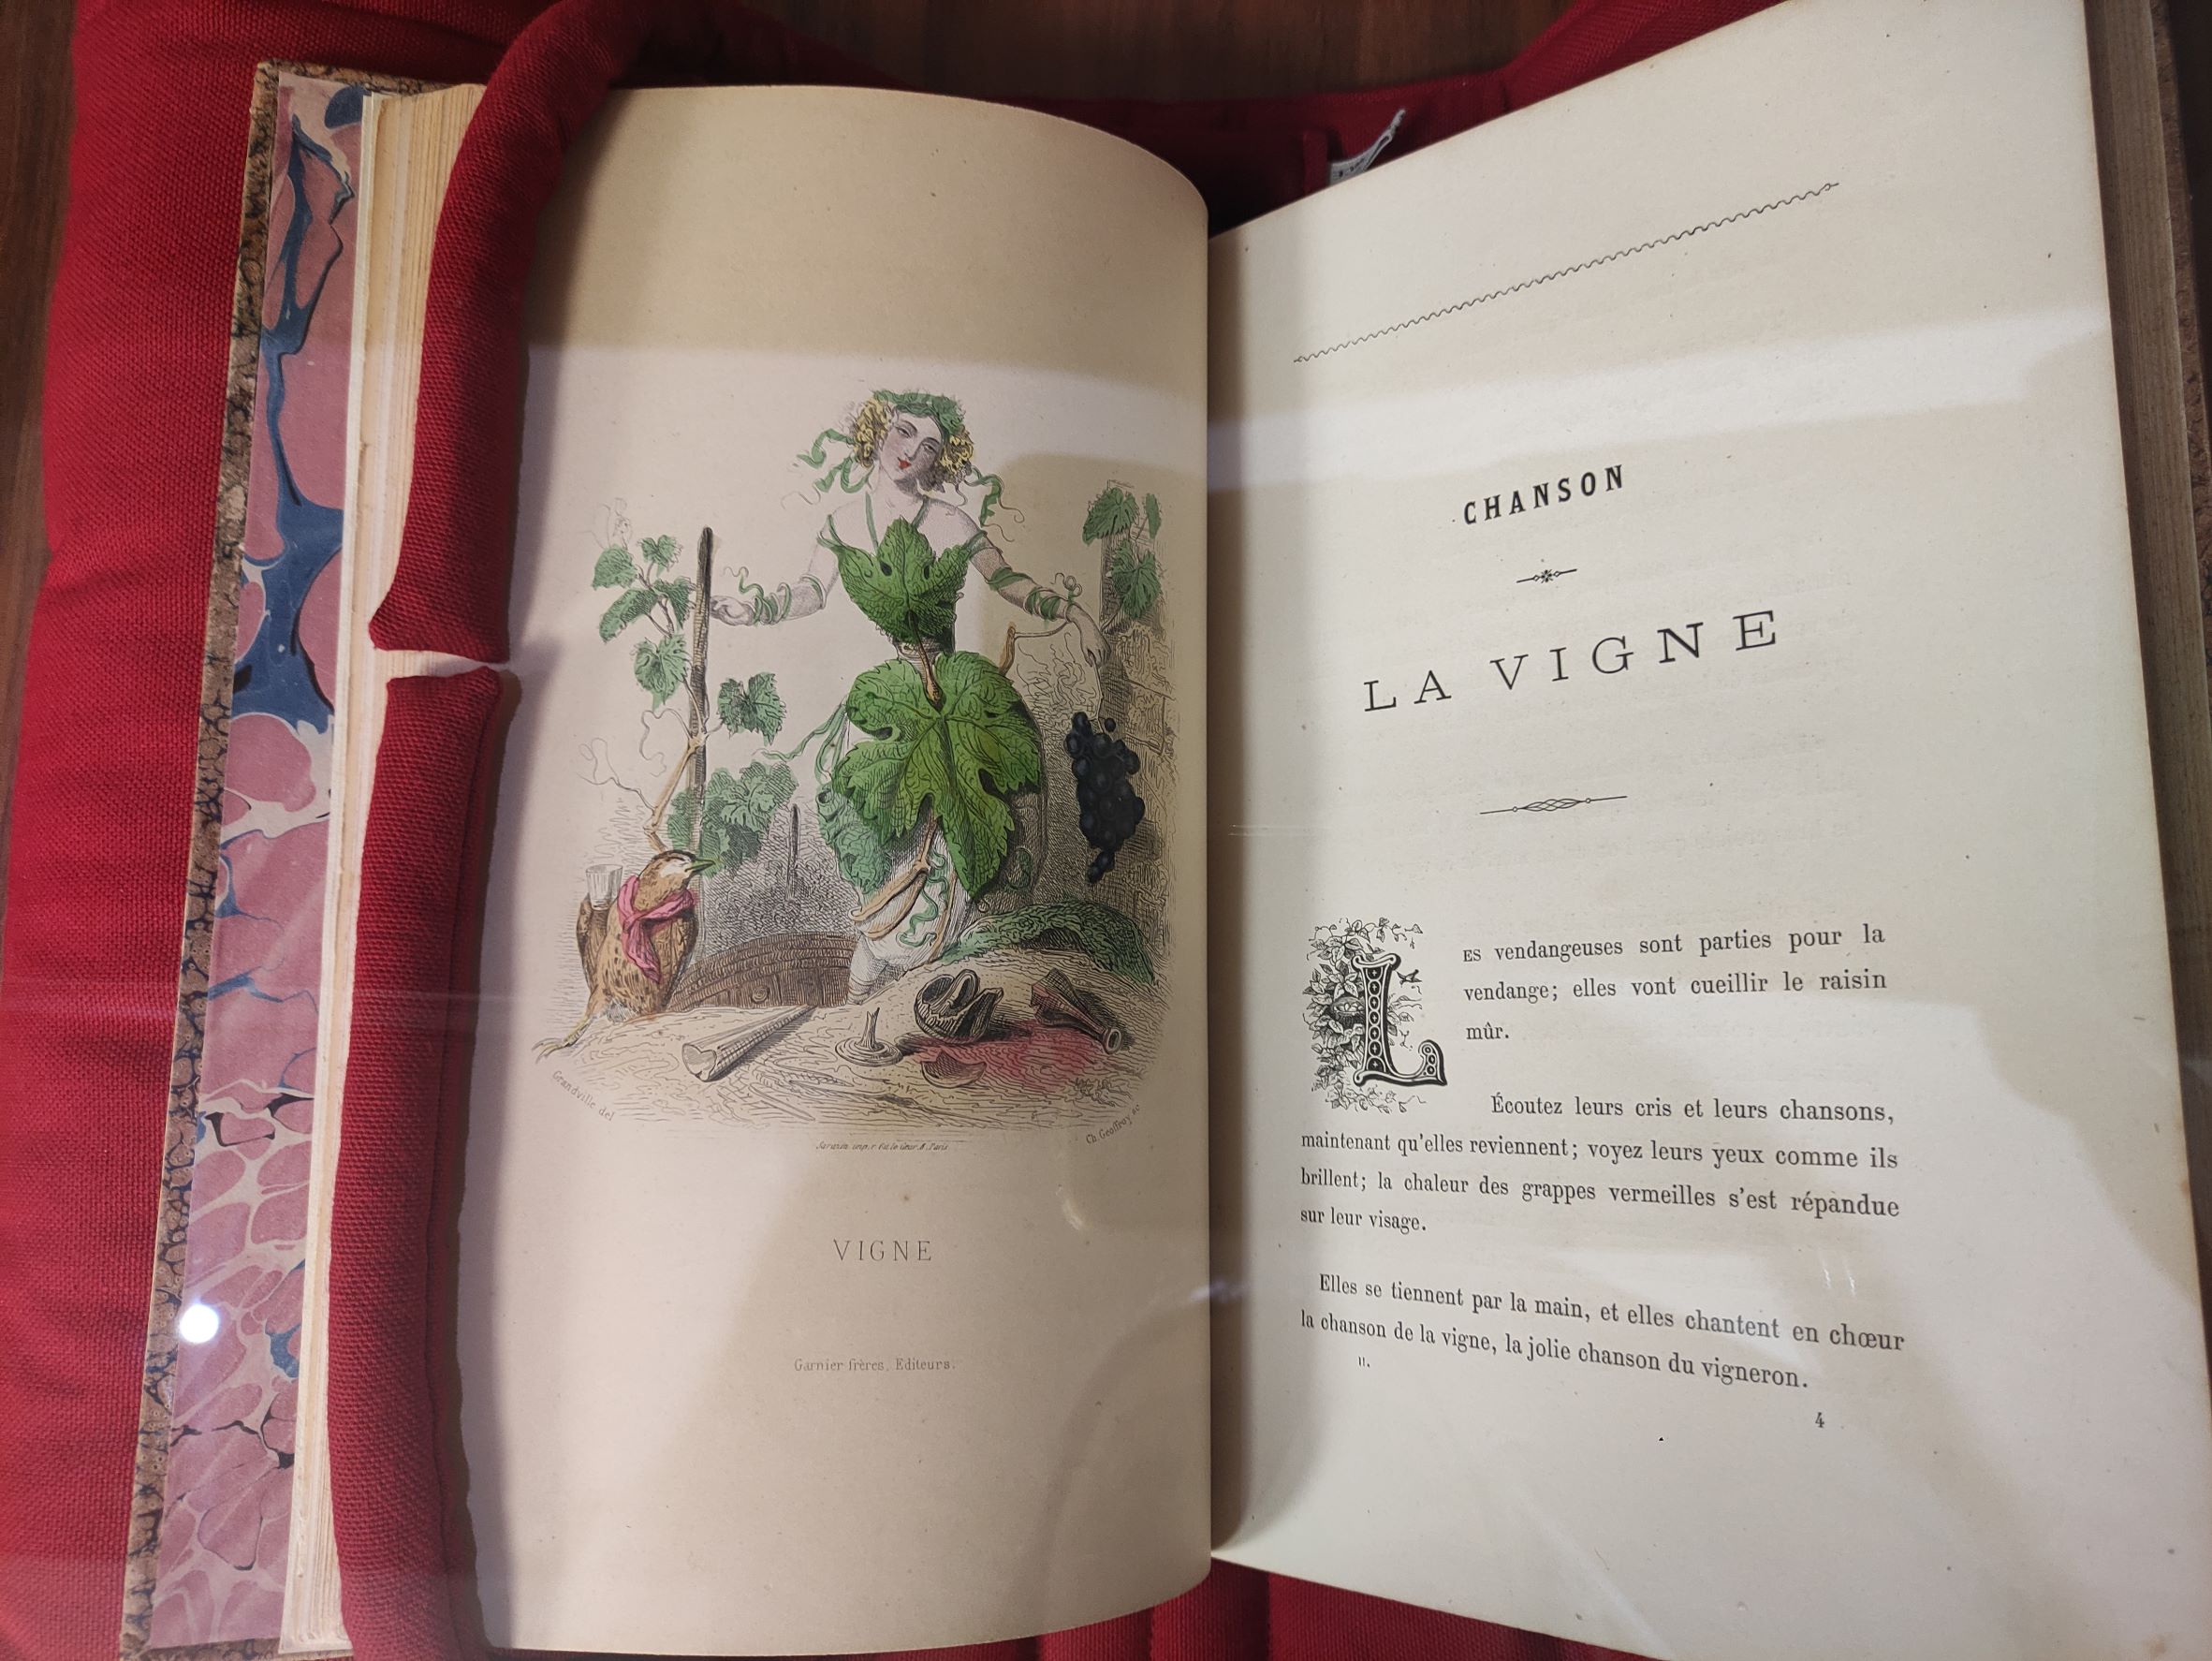 Grandville del
Ch. Geoffroy sc
VIGNE
Garnier frères, Editeurs.
CHANSON
LA VIGNE
LES vendangeuses sont parties pour la
vendange; elles vont cueillir le raisin
mûr.
Écoutez leurs cris et leurs chansons,
maintenant qu'elles reviennent; voyez leurs yeux comme ils
brillent; la chaleur des grappes vermeilles s'est répandue
sur leur visage.
Elles se tiennent par la main, et elles chantent en chœur
la chanson de la vigne, la jolie chanson du vigneron.
II.
4